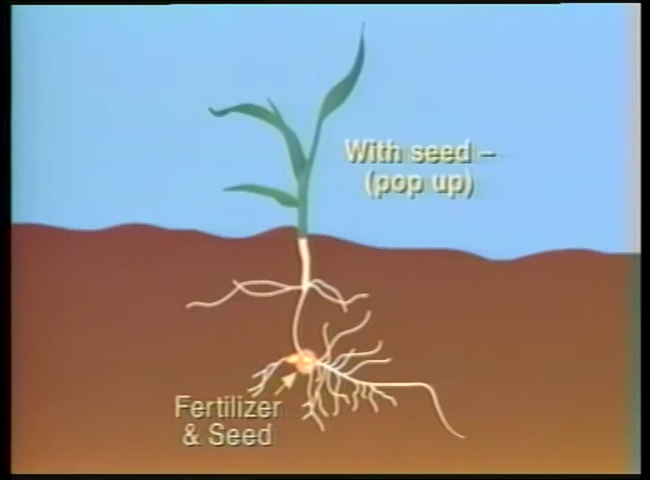 With seed –
(pop up)
Fertilizer
& Seed